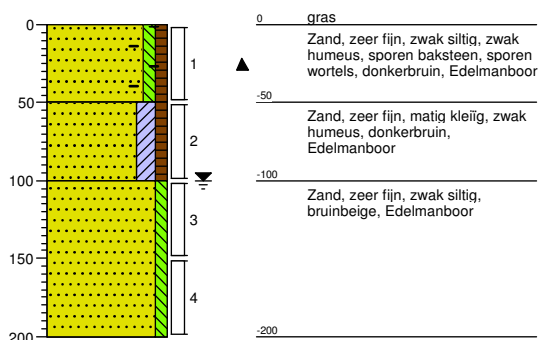 0
50
100
150
200
1
2
3
4
0
gras
Zand, zeer fijn, zwak siltig, zwak
humeus, sporen baksteen, sporen
wortels, donkerbruin, Edelmanboor
-50
Zand, zeer fijn, matig kleiïg, zwak
humeus, donkerbruin,
Edelmanboor
-100
Zand, zeer fijn, zwak siltig,
bruinbeige, Edelmanboor
-200